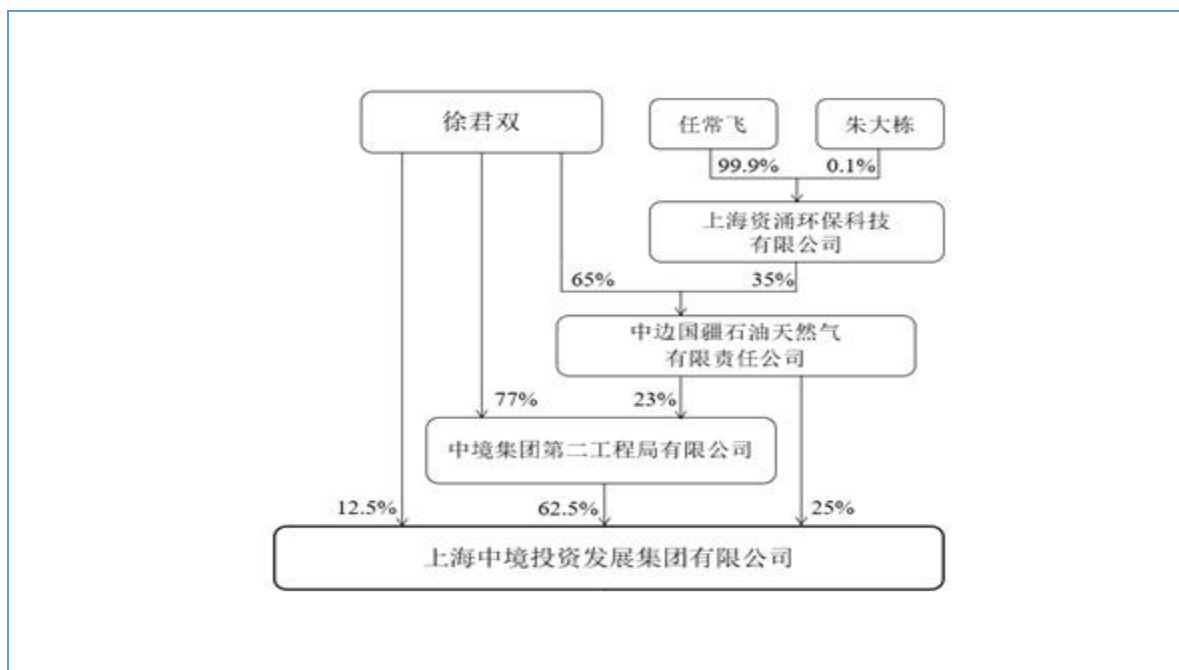 徐君双
任常飞
朱大栋
99.9%
0.1%
上海资涌环保科技
有限公司
65%
35%
中边国疆石油天然气
有限责任公司
77%
23%
中境集团第二工程局有限公司
12.5%
62.5%
25%
上海中境投资发展集团有限公司